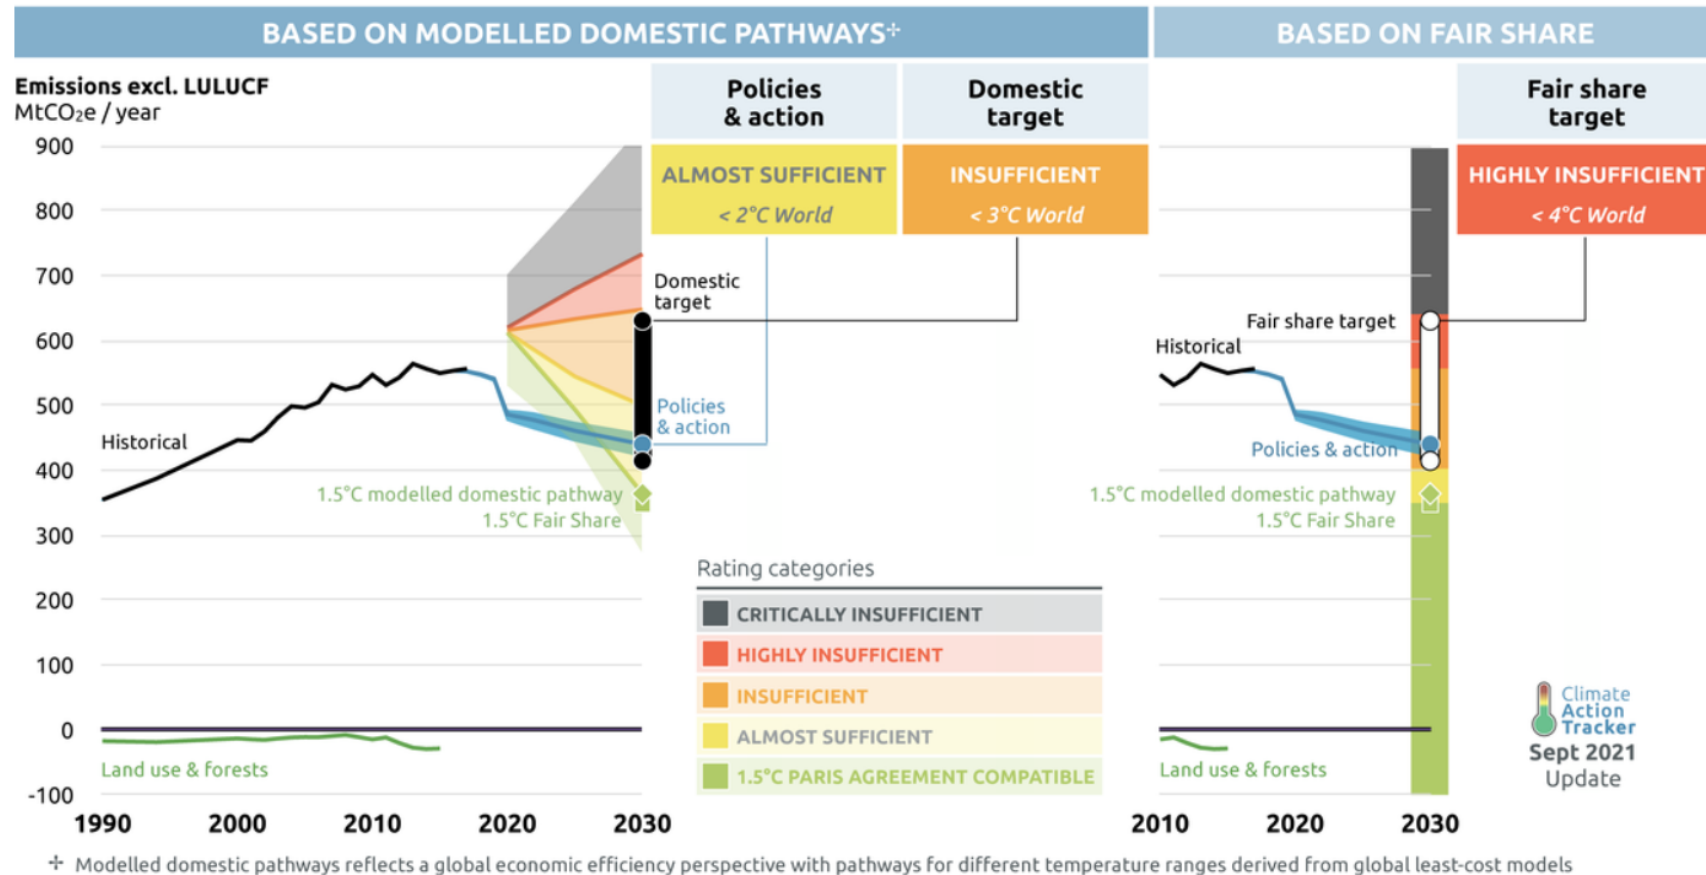 BASED ON MODELLED DOMESTIC PATHWAYS✢
BASED ON FAIR SHARE
Emissions excl. LULUCF
MtCO₂e / year
Policies
& action
Domestic
target
Fair share
target
ALMOST SUFFICIENT
< 2°C World
INSUFFICIENT
< 3°C World
HIGHLY INSUFFICIENT
< 4°C World
900
800
700
600
500
400
300
200
100
0
-100
Domestic
target
Policies
& action
Historical
1.5°C modelled domestic pathway
1.5°C Fair Share
Land use & forests
1990
2000
2010
2020
2030
Rating categories
CRITICALLY INSUFFICIENT
HIGHLY INSUFFICIENT
INSUFFICIENT
ALMOST SUFFICIENT
1.5°C PARIS AGREEMENT COMPATIBLE
Fair share target
Historical
Policies & action
1.5°C modelled domestic pathway
1.5°C Fair Share
Land use & forests
2010
2020
2030
Climate
Action
Tracker
Sept 2021
Update
✢ Modelled domestic pathways reflects a global economic efficiency perspective with pathways for different temperature ranges derived from global least-cost models